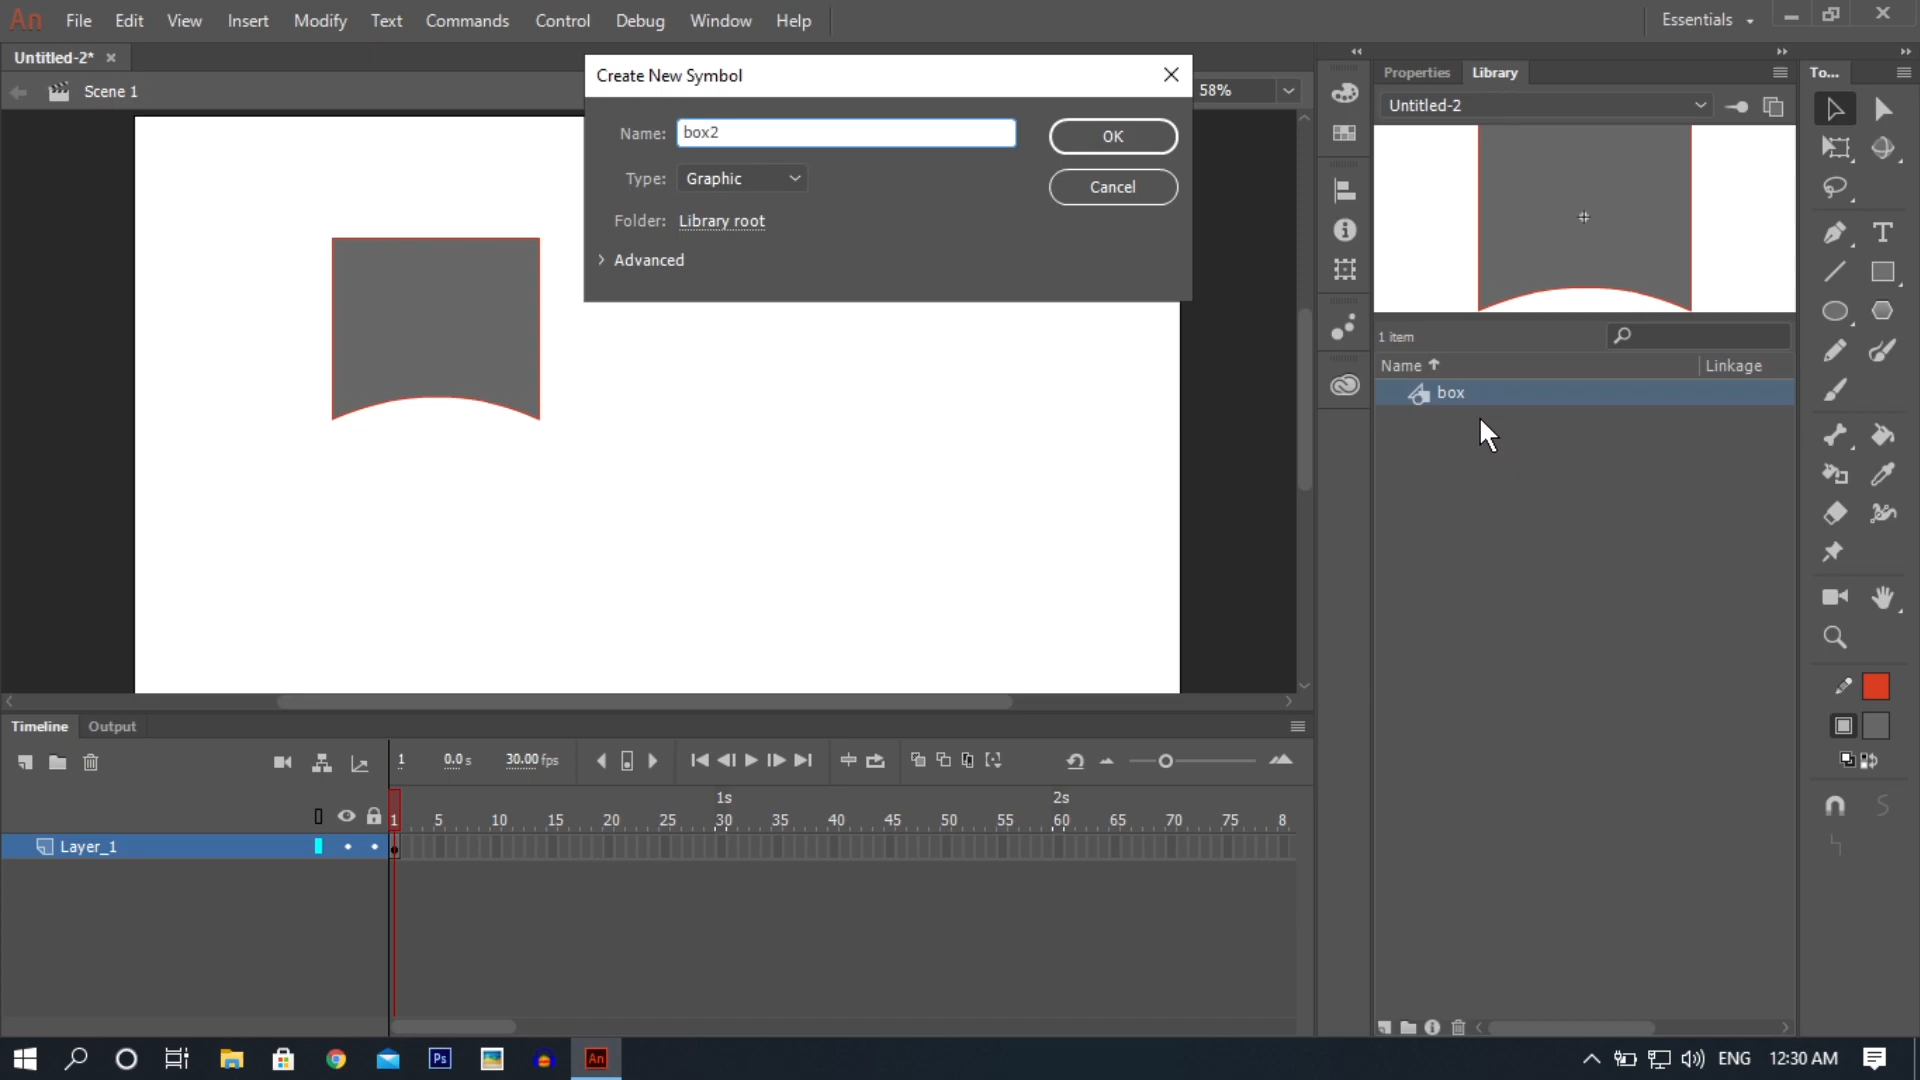 An File Edit View Insert Modify Text Commands Control Debug Window Help Essentials
Untitled-2*
Scene 1
58%
Create New Symbol
Name: box2
OK
Type: Graphic
Cancel
Folder: Library root
Advanced
Properties Library
To...
Untitled-2
1 item
Name Linkage
box
Timeline Output
1 0.0 s 30.00 fps
1s 2s
1 5 10 15 20 25 30 35 40 45 50 55 60 65 70 75 8
Layer_1
Ps An ENG 12:30 AM